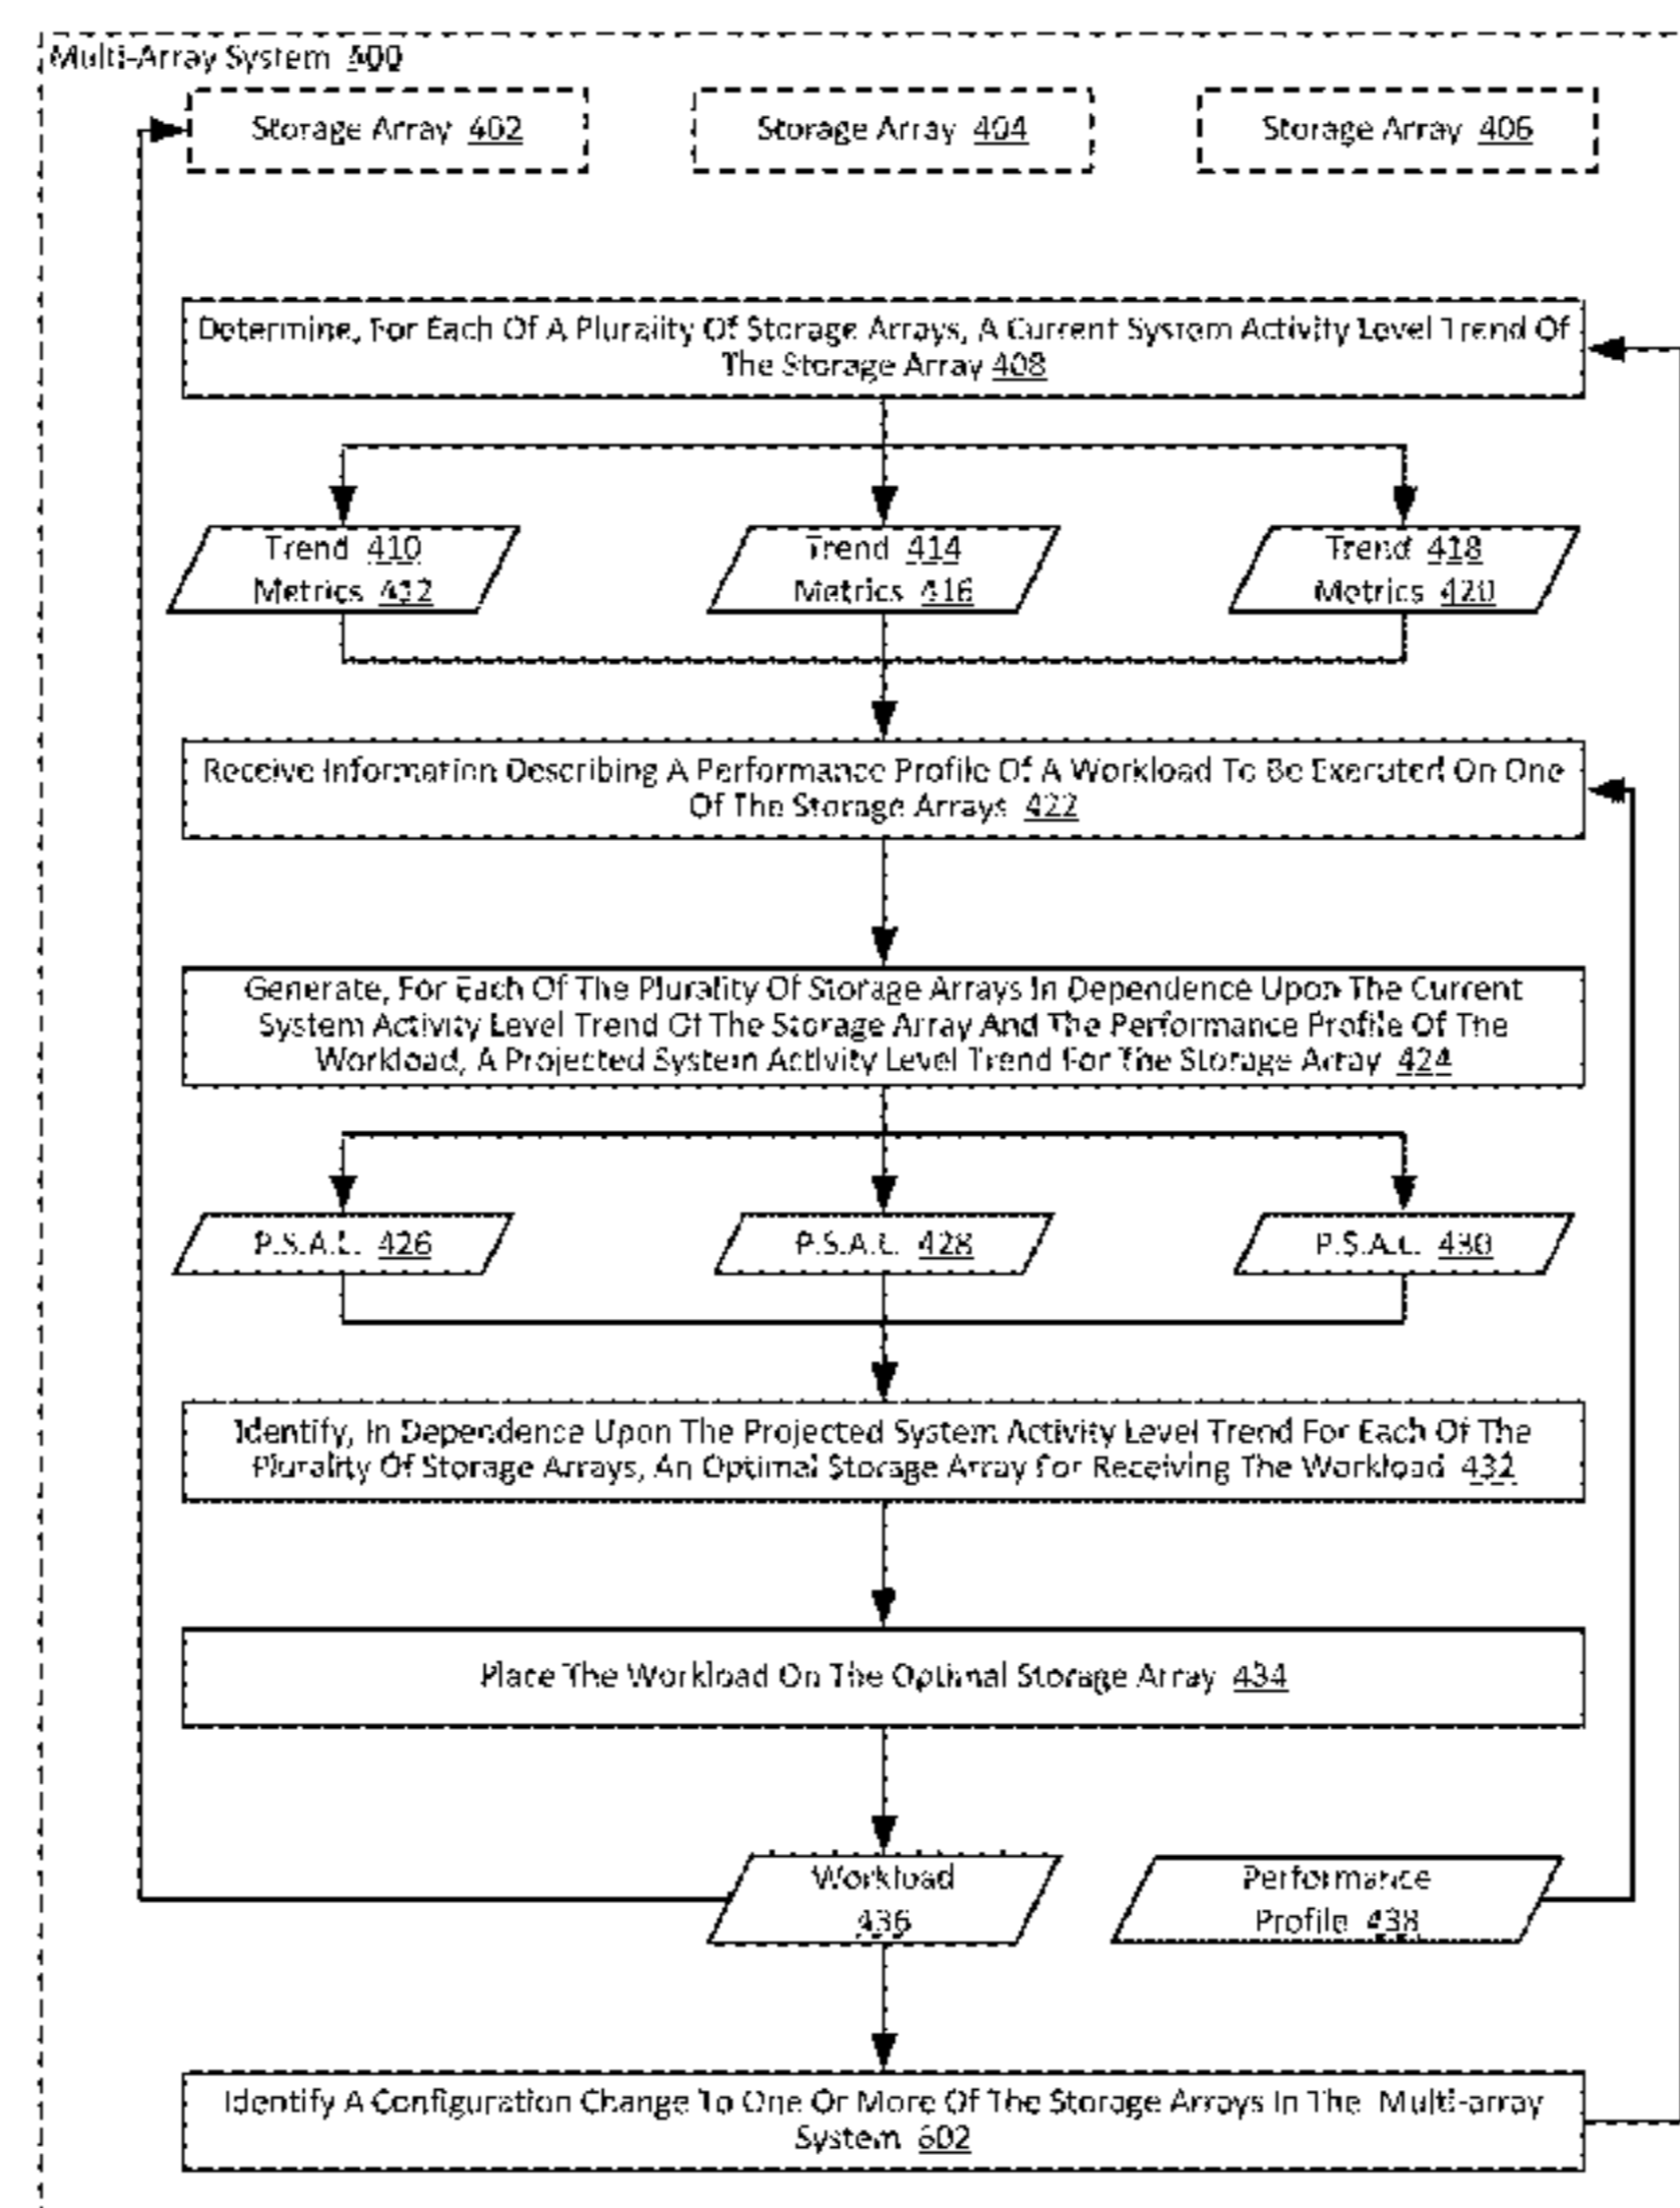 Multi-Array System 400
Storage Array 402
Storage Array 404
Storage Array 406
Determine, For Each Of A Plurality Of Storage Arrays, A Current System Activity Level Trend Of
The Storage Array 408
Trend 410
Metrics 412
Trend 414
Metrics 416
Trend 418
Metrics 420
Receive Information Describing A Performance Profile Of A Workload To Be Executed On One
Of The Storage Arrays 422
Generate, For Each Of The Plurality Of Storage Arrays In Dependence Upon The Current
System Activity Level Trend Of The Storage Array And The Performance Profile Of The
Workload, A Projected System Activity Level Trend For The Storage Array 424
P.S.A.L. 426
P.S.A.L. 428
P.S.A.L. 430
Identify, In Dependence Upon The Projected System Activity Level Trend For Each Of The
Plurality Of Storage Arrays, An Optimal Storage Array For Receiving The Workload 432
Place The Workload On The Optimal Storage Array 434
Workload
436
Performance
Profile 438
Identify A Configuration Change To One Or More Of The Storage Arrays In The Multi-array
System 602